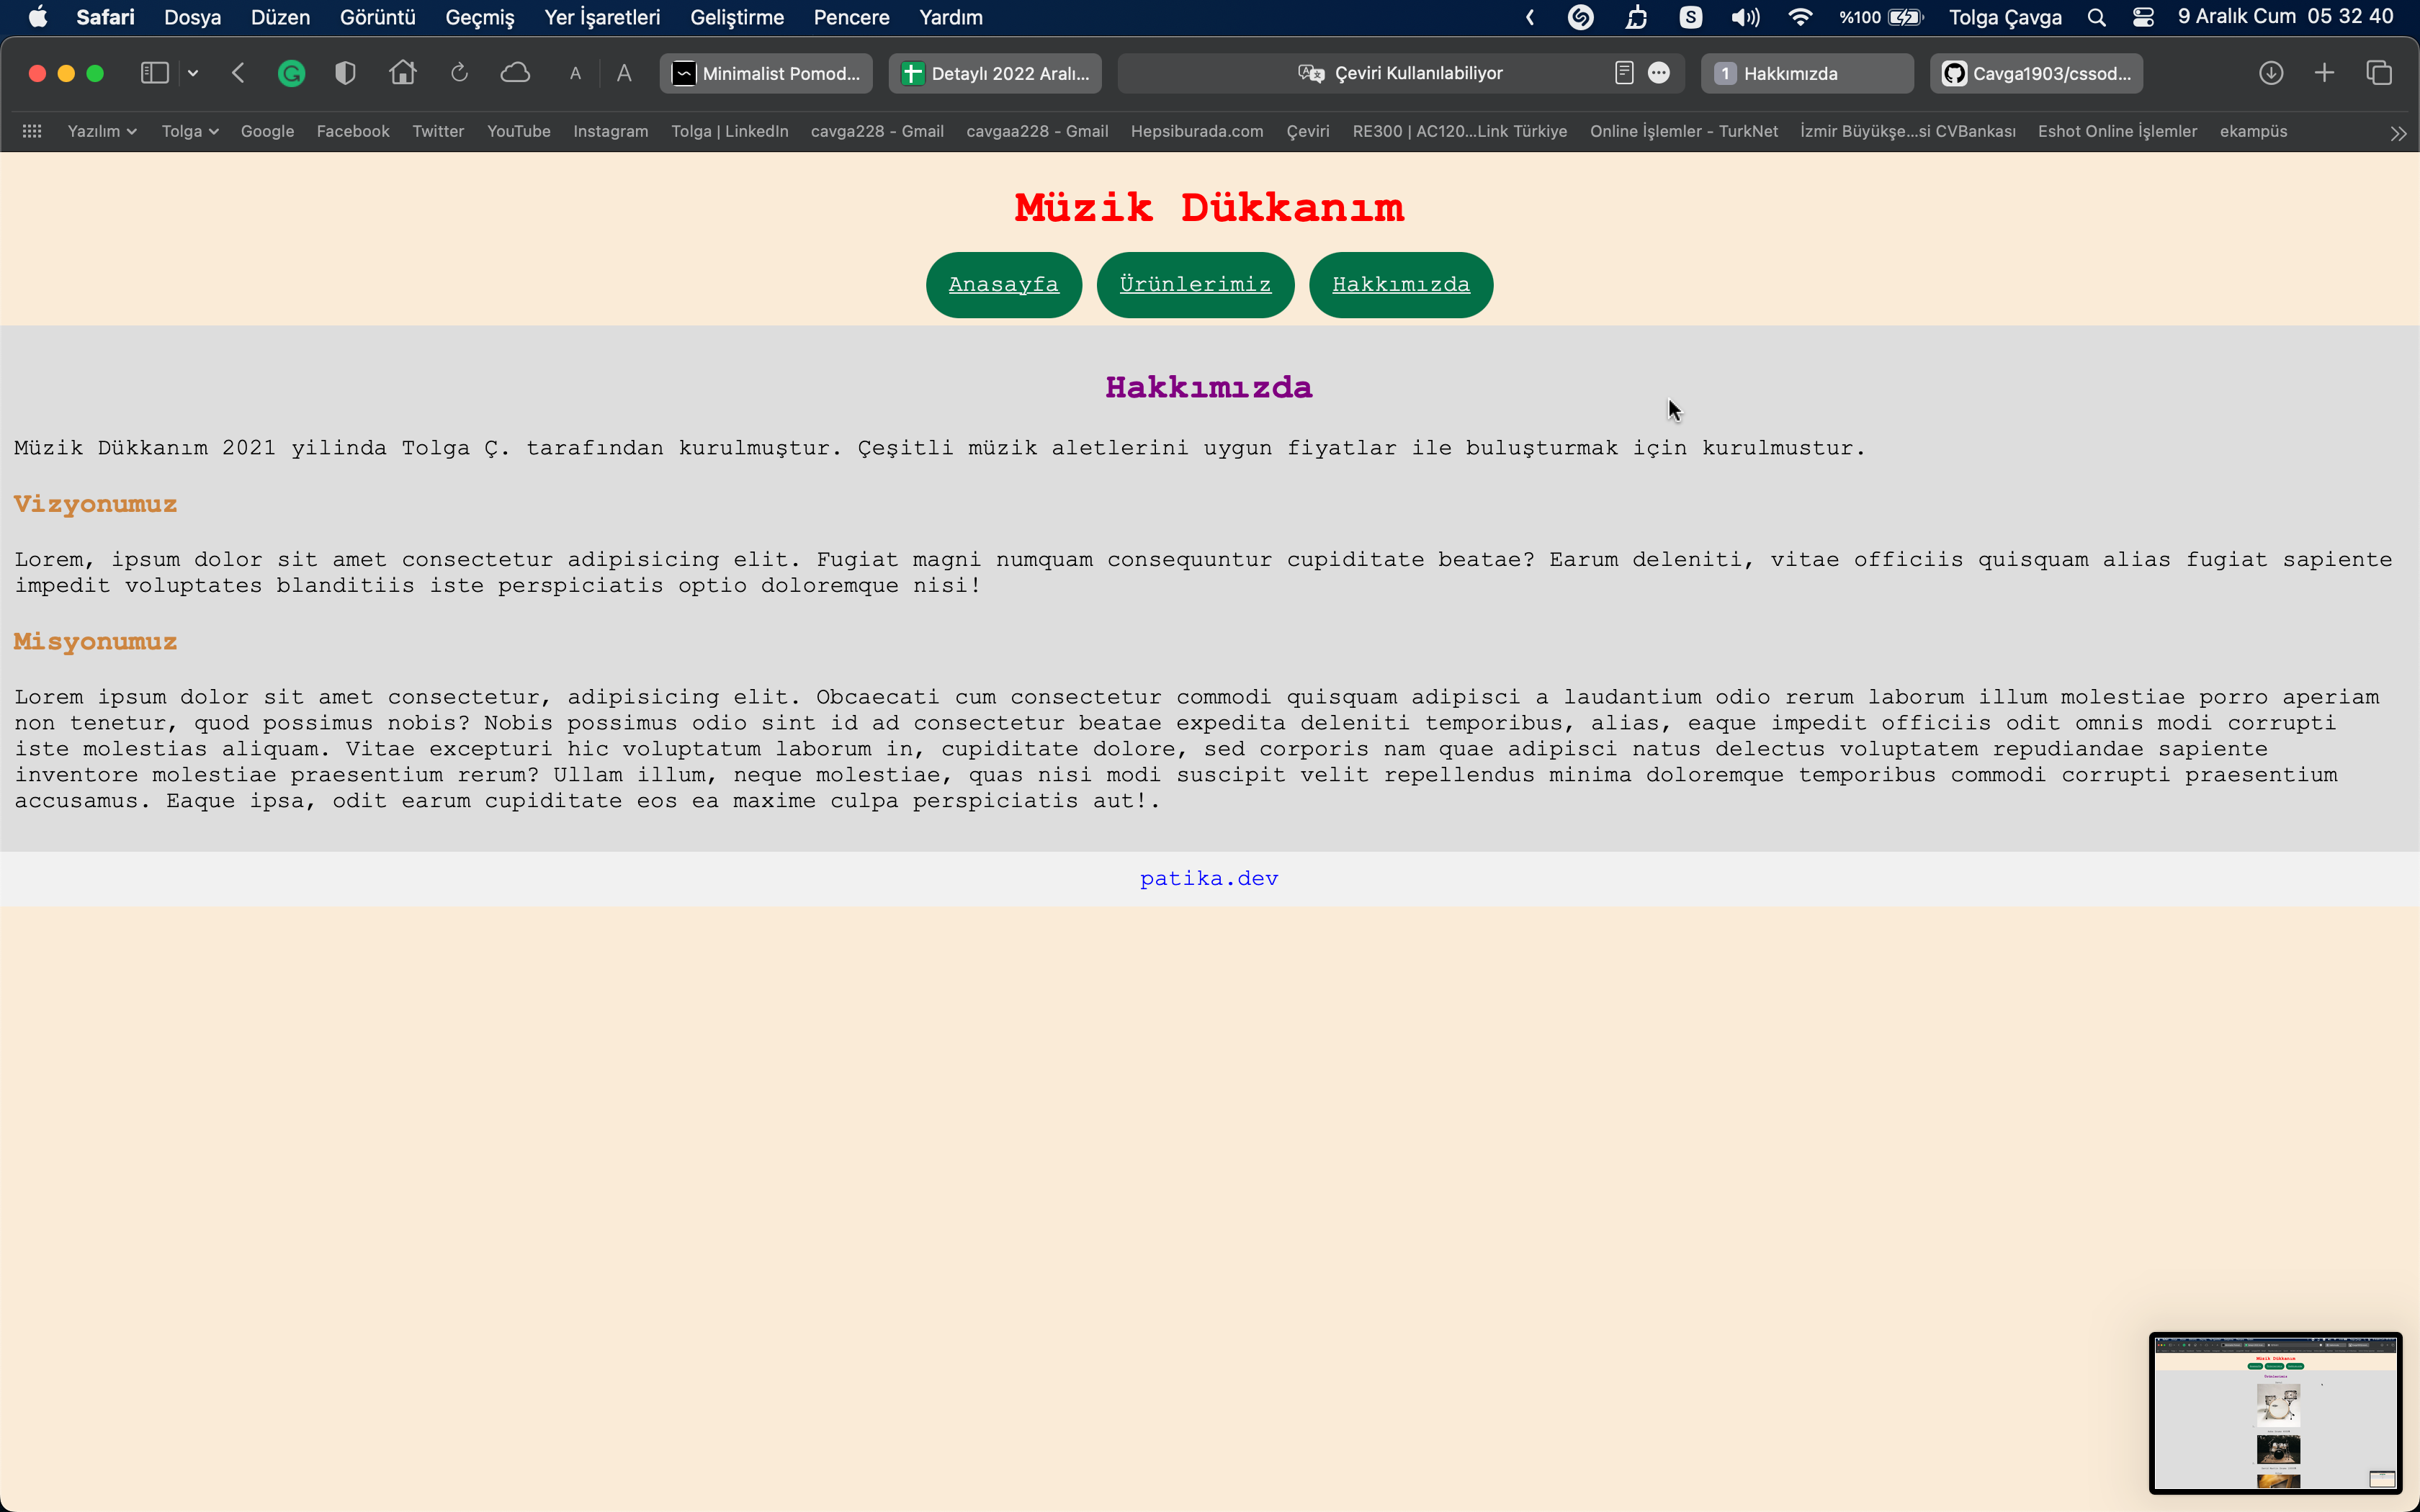 Safari Dosya Düzen Görüntü Geçmiş Yer İşaretleri Geliştirme Pencere Yardım %100 Tolga Çavga 9 Aralık Cum 05 32 40
A A Minimalist Pomod... Detaylı 2022 Aralı... Çeviri Kullanılabiliyor 1 Hakkımızda Cavga1903/cssod...
Yazılım Tolga Google Facebook Twitter YouTube Instagram Tolga | LinkedIn cavga228 - Gmail cavgaa228 - Gmail Hepsiburada.com Çeviri RE300 | AC120...Link Türkiye Online İşlemler - TurkNet İzmir Büyükşe...si CVBankası Eshot Online İşlemler ekampüs
Müzik Dükkanım
Anasayfa Ürünlerimiz Hakkımızda
Hakkımızda
Müzik Dükkanım 2021 yilinda Tolga Ç. tarafından kurulmuştur. Çeşitli müzik aletlerini uygun fiyatlar ile buluşturmak için kurulmustur.
Vizyonumuz
Lorem, ipsum dolor sit amet consectetur adipisicing elit. Fugiat magni numquam consequuntur cupiditate beatae? Earum deleniti, vitae officiis quisquam alias fugiat sapiente
impedit voluptates blanditiis iste perspiciatis optio doloremque nisi!
Misyonumuz
Lorem ipsum dolor sit amet consectetur, adipisicing elit. Obcaecati cum consectetur commodi quisquam adipisci a laudantium odio rerum laborum illum molestiae porro aperiam
non tenetur, quod possimus nobis? Nobis possimus odio sint id ad consectetur beatae expedita deleniti temporibus, alias, eaque impedit officiis odit omnis modi corrupti
iste molestias aliquam. Vitae excepturi hic voluptatum laborum in, cupiditate dolore, sed corporis nam quae adipisci natus delectus voluptatem repudiandae sapiente
inventore molestiae praesentium rerum? Ullam illum, neque molestiae, quas nisi modi suscipit velit repellendus minima doloremque temporibus commodi corrupti praesentium
accusamus. Eaque ipsa, odit earum cupiditate eos ea maxime culpa perspiciatis aut!.
patika.dev
Müzik Dükkanım
Ürünlerimiz